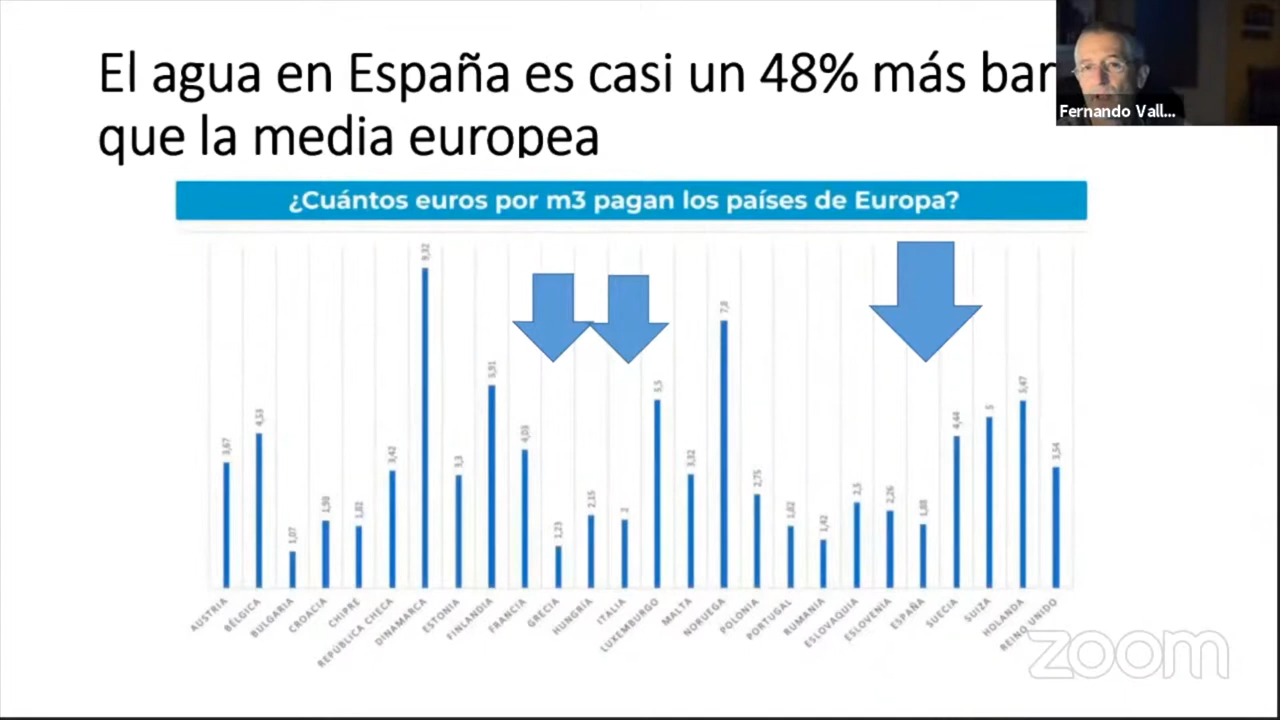 El agua en España es casi un 48% más bar
que la media europea
Fernando Vall...
¿Cuántos euros por m3 pagan los países de Europa?
3,67
4,53
1,07
1,98
1,82
3,42
9,32
3,3
5,91
4,03
1,23
2,15
2
5,5
3,32
7,8
2,75
1,82
1,42
2,5
2,26
1,88
4,44
5
5,47
3,54
AUSTRIA
BÉLGICA
BULGARIA
CROACIA
CHIPRE
REPÚBLICA CHECA
DINAMARCA
ESTONIA
FINLANDIA
FRANCIA
GRECIA
HUNGRÍA
ITALIA
LUXEMBURGO
MALTA
NORUEGA
POLONIA
PORTUGAL
RUMANIA
ESLOVAQUIA
ESLOVENIA
ESPAÑA
SUECIA
SUIZA
HOLANDA
REINO UNIDO
zoom